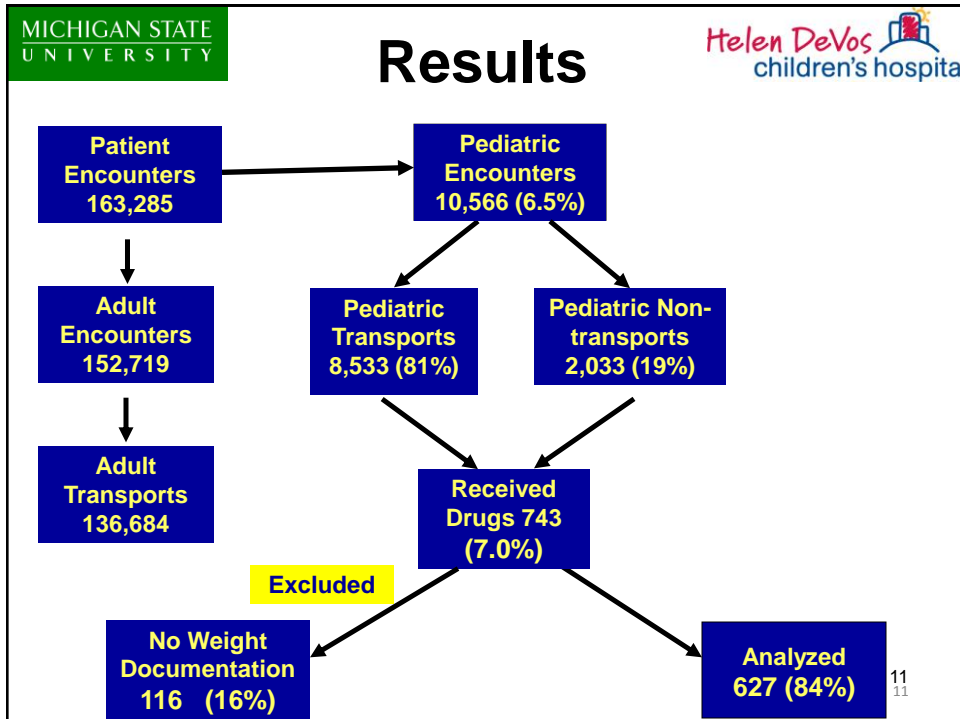 MICHIGAN STATE
UNIVERSITY
Results
Helen DeVos
children's hospita
Patient
Encounters
163,285
Pediatric
Encounters
10,566 (6.5%)
Adult
Encounters
152,719
Pediatric
Transports
8,533 (81%)
Pediatric Non-
transports
2,033 (19%)
Adult
Transports
136,684
Received
Drugs 743
(7.0%)
Excluded
No Weight
Documentation
116 (16%)
Analyzed
627 (84%)
11
11